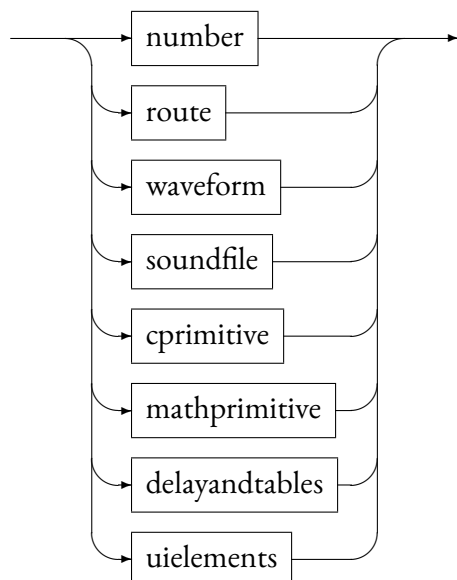 number
route
waveform
soundfile
cprimitive
mathprimitive
delayandtables
uielements